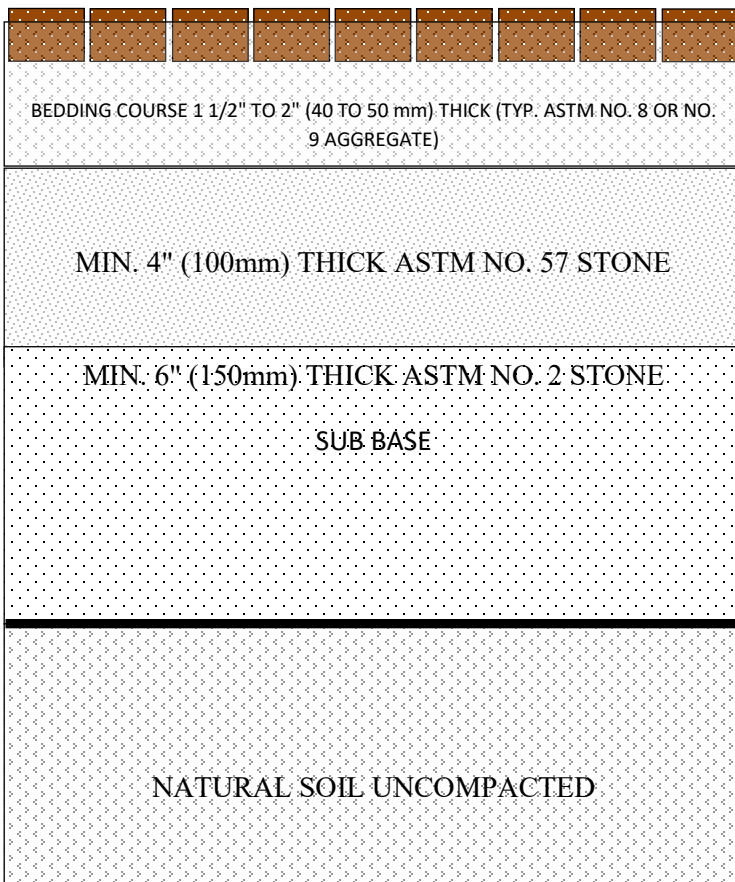 BEDDING COURSE 1 1/2" TO 2" (40 TO 50 mm) THICK (TYP. ASTM NO. 8 OR NO.
9 AGGREGATE)
MIN. 4" (100mm) THICK ASTM NO. 57 STONE
MIN. 6" (150mm) THICK ASTM NO. 2 STONE
SUB BASE
NATURAL SOIL UNCOMPACTED